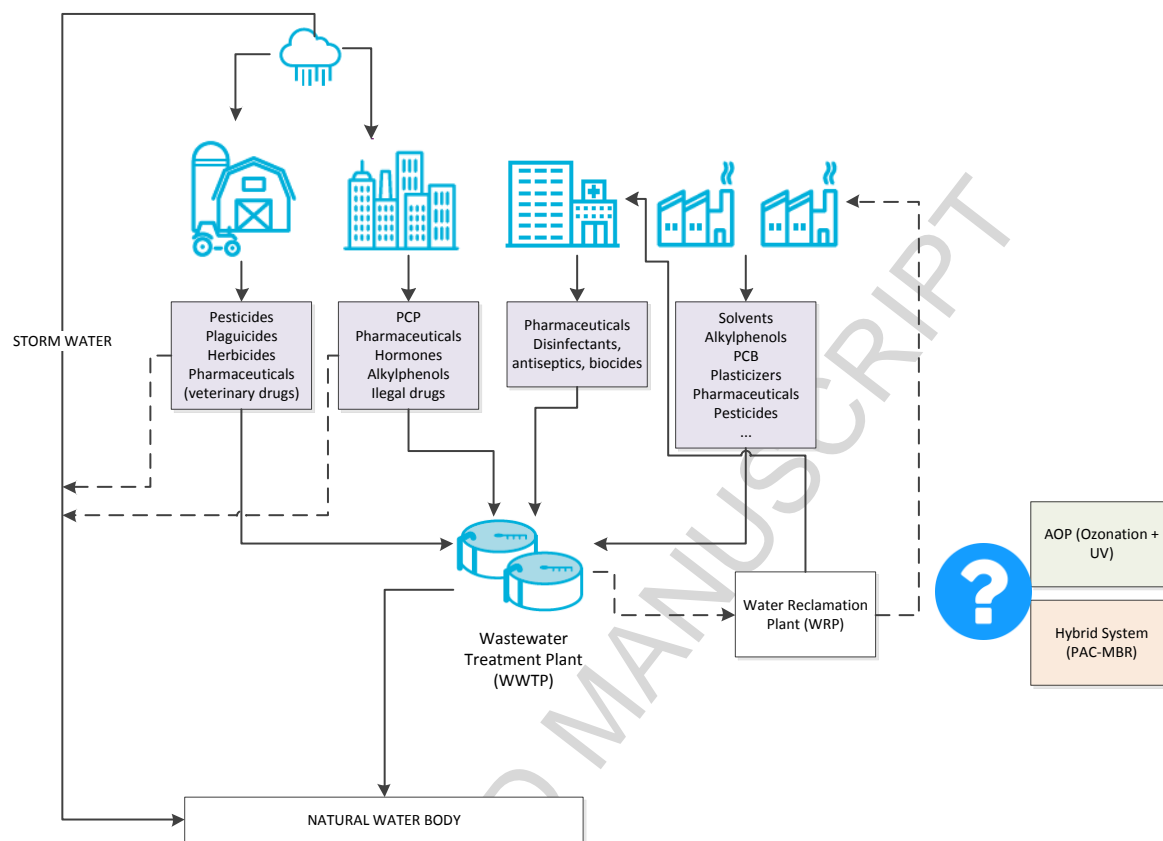 STORM WATER
Pesticides
Plaguicides
Herbicides
Pharmaceuticals
(veterinary drugs)
PCP
Pharmaceuticals
Hormones
Alkylphenols
Ilegal drugs
Pharmaceuticals
Disinfectants,
antiseptics, biocides
Solvents
Alkylphenols
PCB
Plasticizers
Pharmaceuticals
Pesticides
...
Wastewater
Treatment Plant
(WWTP)
Water Reclamation
Plant (WRP)
?
AOP (Ozonation +
UV)
Hybrid System
(PAC-MBR)
NATURAL WATER BODY
D MANUSCRIPT